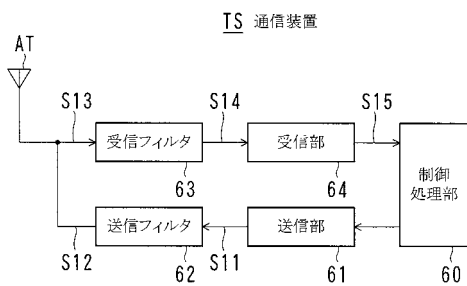 TS 通信装置
AT
S13
S14
S15
受信フィルタ
受信部
63
64
制御
処理部
送信フィルタ
送信部
S12
62
S11
61
60